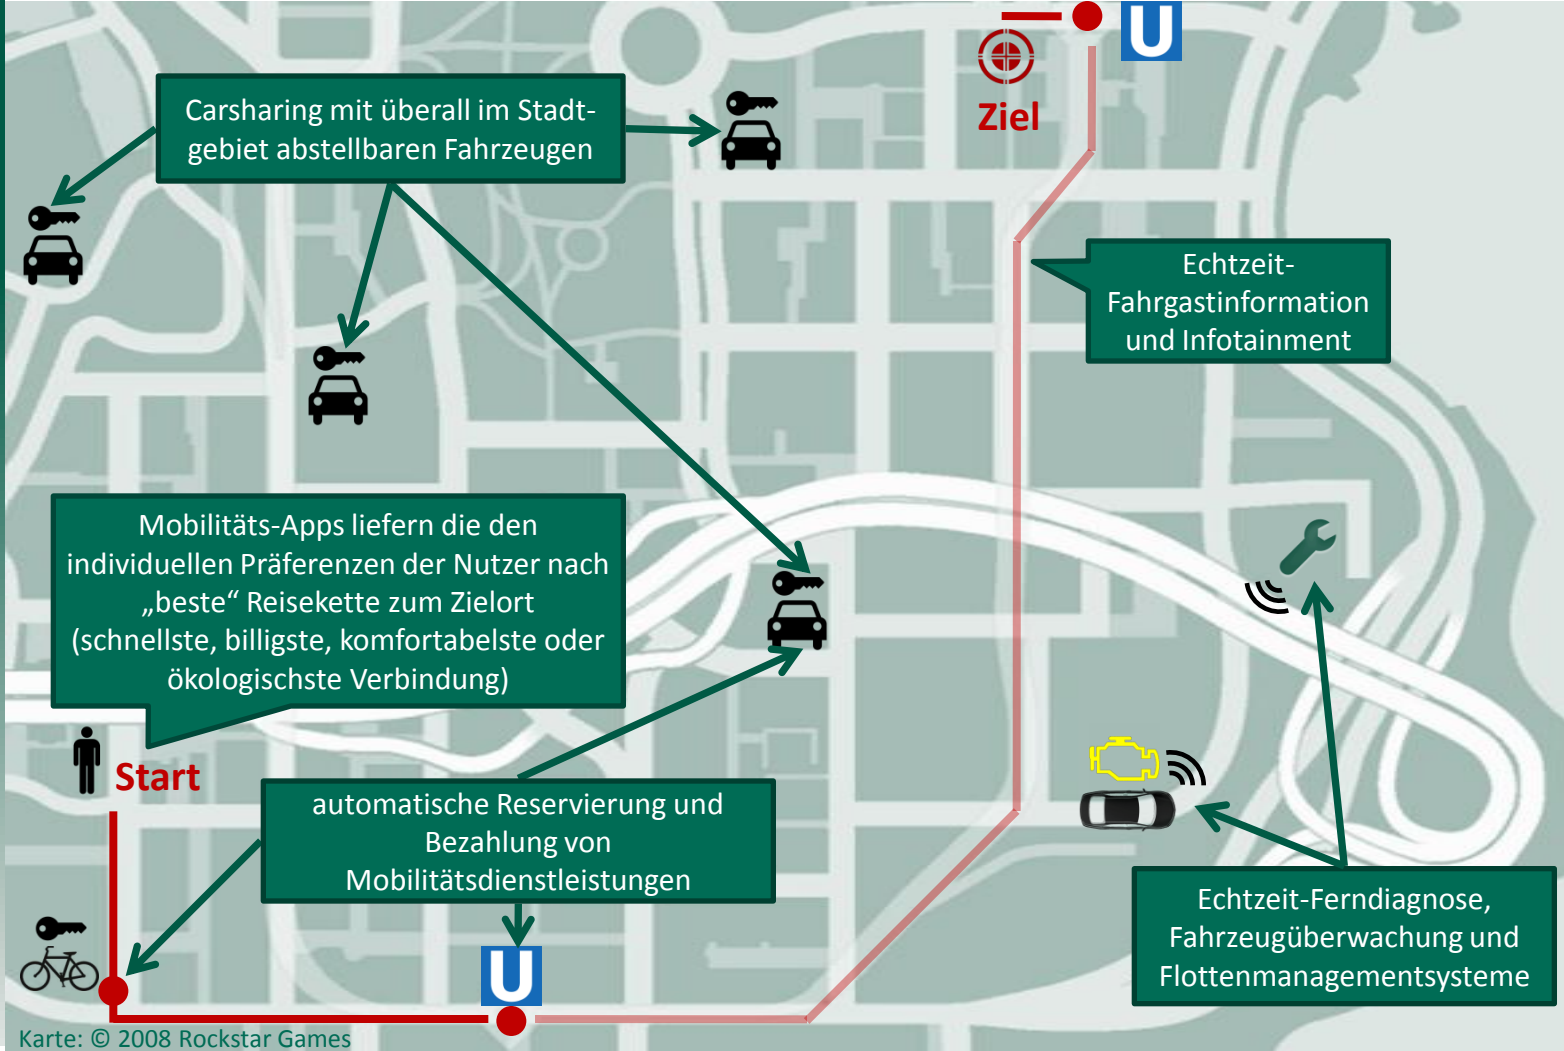 U
Ziel
Carsharing mit überall im Stadt-
gebiet abstellbaren Fahrzeugen
Echtzeit-
Fahrgastinformation
und Infotainment
Mobilitäts-Apps liefern die den
individuellen Präferenzen der Nutzer nach
„beste“ Reisekette zum Zielort
(schnellste, billigste, komfortabelste oder
ökologischste Verbindung)
Start
automatische Reservierung und
Bezahlung von
Mobilitätsdienstleistungen
Echtzeit-Ferndiagnose,
Fahrzeugüberwachung und
Flottenmanagementsysteme
U
Karte: © 2008 Rockstar Games